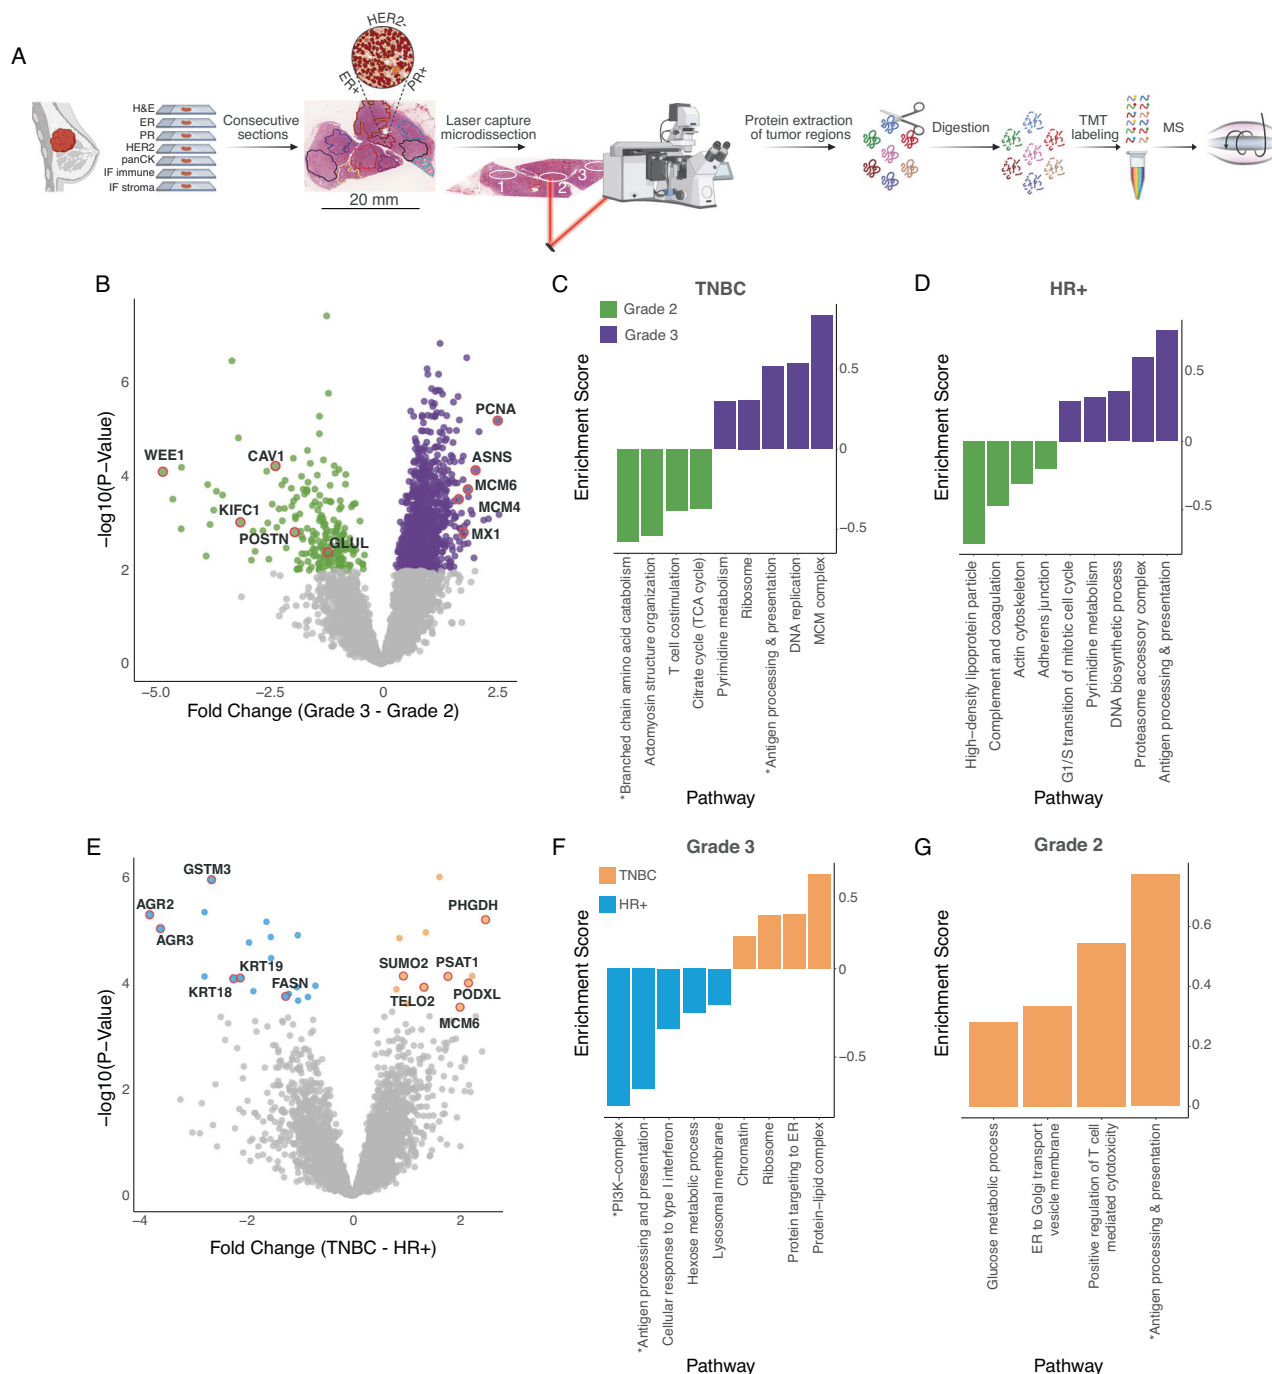 A
HER2-
ER+
PR+
H&E
ER
PR
HER2
panCK
IF immune
IF stroma
Consecutive
sections
20 mm
Laser capture
microdissection
1
2
3
Protein extraction
of tumor regions
Digestion
TMT
labeling
MS
B
−log10(P−Value)
6
4
2
0
WEE1
CAV1
KIFC1
POSTN
GLUL
PCNA
ASNS
MCM6
MCM4
MX1
−5.0
−2.5
0
2.5
Fold Change (Grade 3 - Grade 2)
C
TNBC
Grade 2
Grade 3
Enrichment Score
0.5
0
−0.5
*Branched chain amino acid catabolism
Actomyosin structure organization
T cell costimulation
Citrate cycle (TCA cycle)
Pyrimidine metabolism
Ribosome
*Antigen processing & presentation
DNA replication
MCM complex
Pathway
D
HR+
Enrichment Score
0.5
0
−0.5
High−density lipoprotein particle
Complement and coagulation
Actin cytoskeleton
Adherens junction
G1/S transition of mitotic cell cycle
Pyrimidine metabolism
DNA biosynthetic process
Proteasome accessory complex
Antigen processing & presentation
Pathway
E
−log10(P−Value)
6
4
2
0
GSTM3
AGR2
AGR3
KRT19
KRT18
FASN
PHGDH
SUMO2
PSAT1
TELO2
PODXL
MCM6
−4
−2
0
2
Fold Change (TNBC - HR+)
F
Grade 3
TNBC
HR+
Enrichment Score
0.5
0
−0.5
*PI3K−complex
*Antigen processing and presentation
Cellular response to type I interferon
Hexose metabolic process
Lysosomal membrane
Chromatin
Ribosome
Protein targeting to ER
Protein−lipid complex
Pathway
G
Grade 2
Enrichment Score
0.6
0.4
0.2
0
Glucose metabolic process
ER to Golgi transport
vesicle membrane
Positive regulation of T cell
mediated cytotoxicity
*Antigen processing & presentation
Pathway